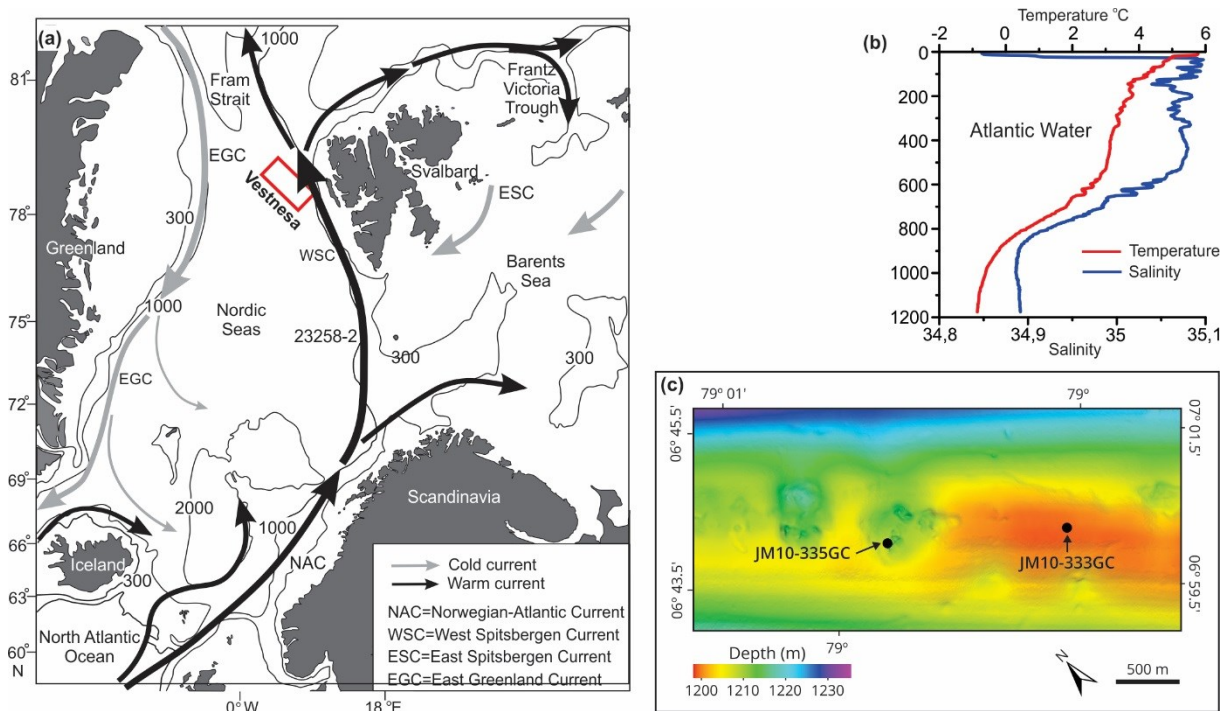 (a)
1000
81°
Fram
Strait
Frantz
Victoria
Trough
EGC
Svalbard
ESC
Vestnesa
78°
300
Greenland
WSC
Barents
Sea
1000
Nordic
Seas
75°
23258-2
300
300
EGC
72°
69°
2000
Scandinavia
1000
66°
Iceland
NAC
300
63°
North Atlantic
Ocean
60°
N
0° W
18°E
Cold current
Warm current
NAC=Norwegian-Atlantic Current
WSC=West Spitsbergen Current
ESC=East Spitsbergen Current
EGC=East Greenland Current
(b)
Temperature °C
-2 0 2 4 6
0
200
400
600
800
1000
1200
Atlantic Water
Temperature
Salinity
34,8 34,9 35 35,1
Salinity
(c)
79° 01'
79°
06° 45.5'
07° 01.5'
JM10-335GC
JM10-333GC
06° 43.5'
06° 59.5'
79°
Depth (m)
1200 1210 1220 1230
N
500 m